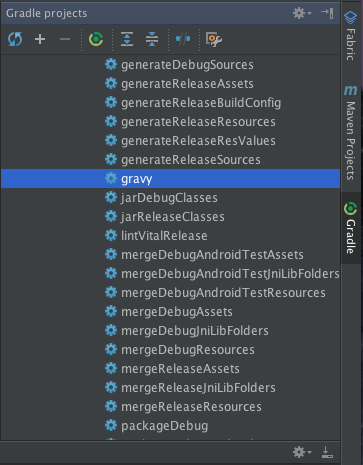 Gradle projects
generateDebugSources
generateReleaseAssets
generateReleaseBuildConfig
generateReleaseResources
generateReleaseResValues
generateReleaseSources
gravy
jarDebugClasses
jarReleaseClasses
lintVitalRelease
mergeDebugAndroidTestAssets
mergeDebugAndroidTestJniLibFolders
mergeDebugAndroidTestResources
mergeDebugAssets
mergeDebugJniLibFolders
mergeDebugResources
mergeReleaseAssets
mergeReleaseJniLibFolders
mergeReleaseResources
packageDebug
Fabric
m Maven Projects
Gradle